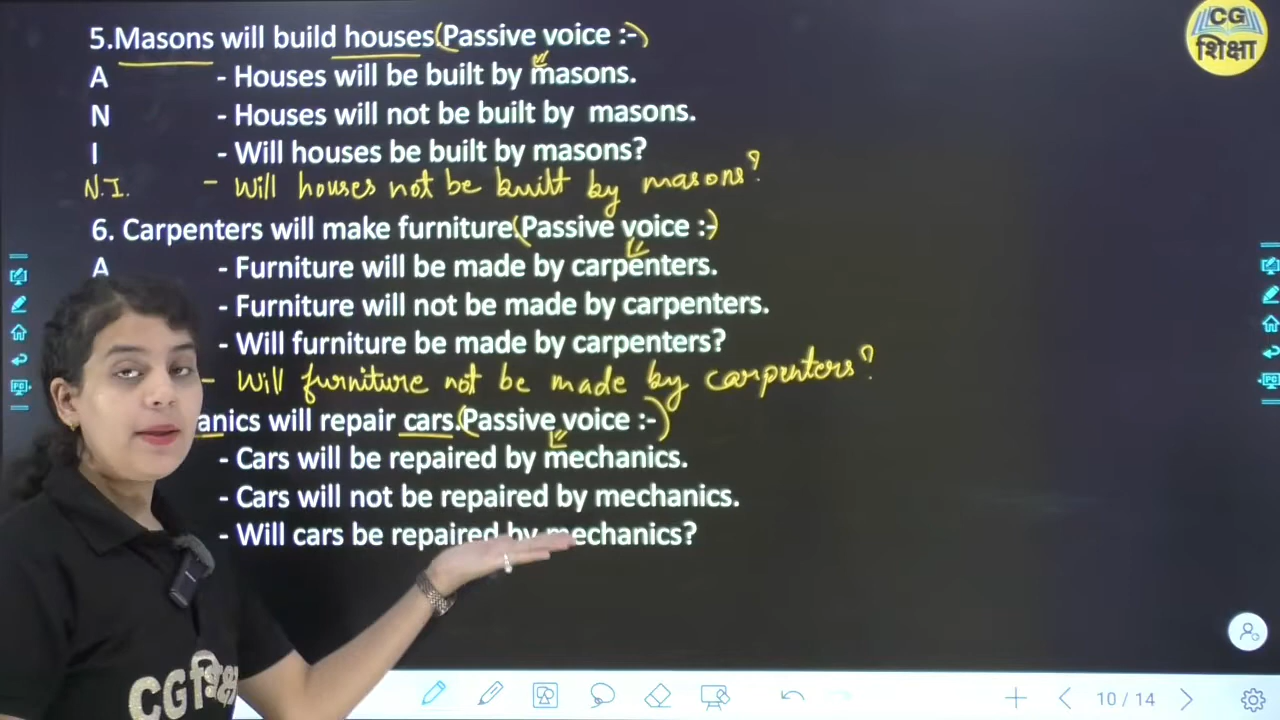 CG
शिक्षा
5.Masons will build houses.(Passive voice :-)
A - Houses will be built by masons.
N - Houses will not be built by masons.
I - Will houses be built by masons?
N.I. - Will houses not be built by masons?
6. Carpenters will make furniture.(Passive voice :-)
A - Furniture will be made by carpenters.
- Furniture will not be made by carpenters.
- Will furniture be made by carpenters?
- Will furniture not be made by carpenters?
anics will repair cars.(Passive voice :-)
- Cars will be repaired by mechanics.
- Cars will not be repaired by mechanics.
- Will cars be repaired by mechanics?
CG शिक्षा
10 / 14